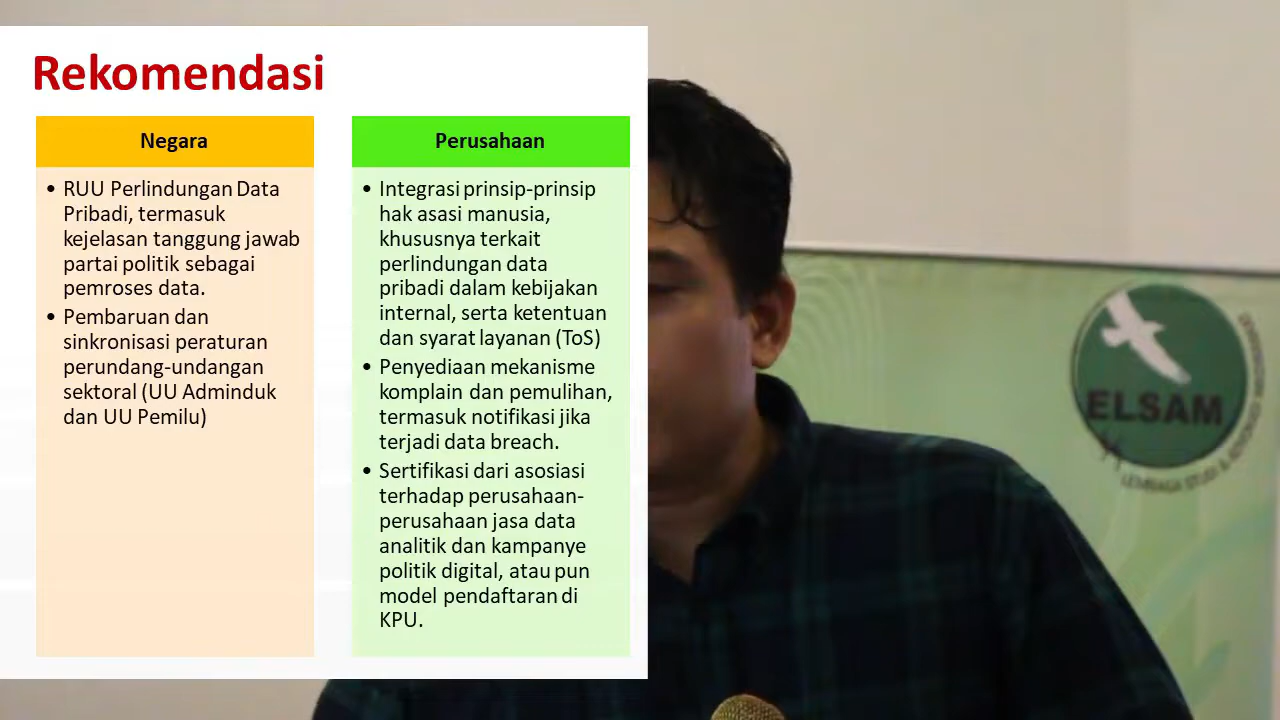 Rekomendasi
Negara
• RUU Perlindungan Data
Pribadi, termasuk
kejelasan tanggung jawab
partai politik sebagai
pemroses data.
• Pembaruan dan
sinkronisasi peraturan
perundang-undangan
sektoral (UU Adminduk
dan UU Pemilu)
Perusahaan
• Integrasi prinsip-prinsip
hak asasi manusia,
khususnya terkait
perlindungan data
pribadi dalam kebijakan
internal, serta ketentuan
dan syarat layanan (ToS)
• Penyediaan mekanisme
komplain dan pemulihan,
termasuk notifikasi jika
terjadi data breach.
• Sertifikasi dari asosiasi
terhadap perusahaan-
perusahaan jasa data
analitik dan kampanye
politik digital, atau pun
model pendaftaran di
KPU.
ELSAM
LEMBAGA STUDI & ADVOKASI